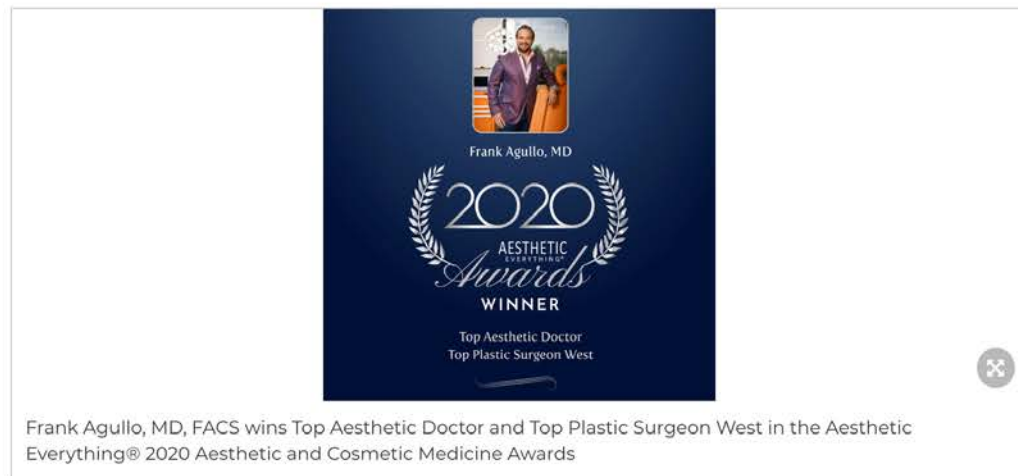 Frank Agullo, MD
2020
AESTHETIC
EVERYTHING®
Awards
WINNER
Top Aesthetic Doctor
Top Plastic Surgeon West
Frank Agullo, MD, FACS wins Top Aesthetic Doctor and Top Plastic Surgeon West in the Aesthetic
Everything® 2020 Aesthetic and Cosmetic Medicine Awards